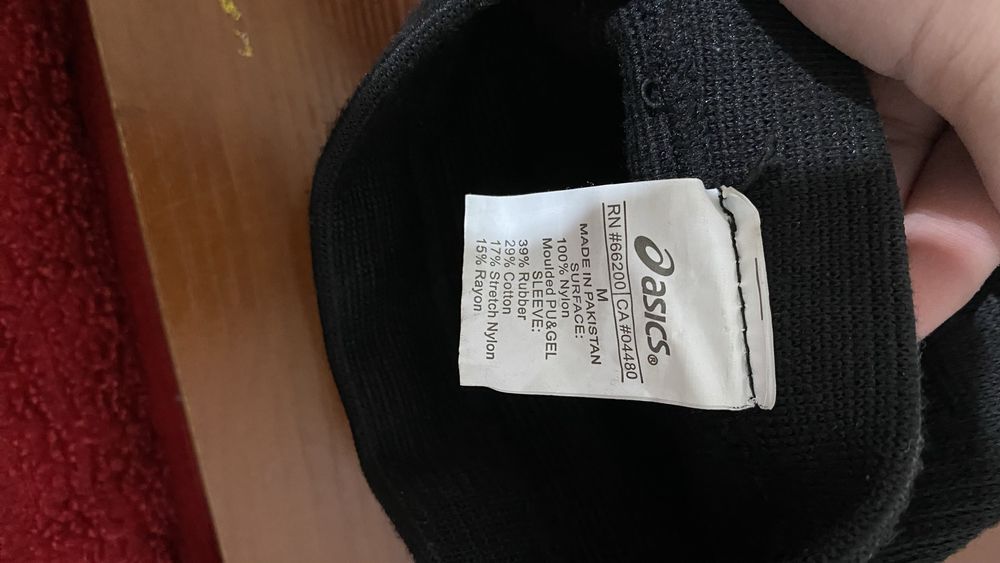 asics®
RN #66200 CA #04480
M
MADE IN PAKISTAN
SURFACE:
100% Nylon
Moulded PU&GEL
SLEEVE:
39% Rubber
29% Cotton
17% Stretch Nylon
15% Rayon